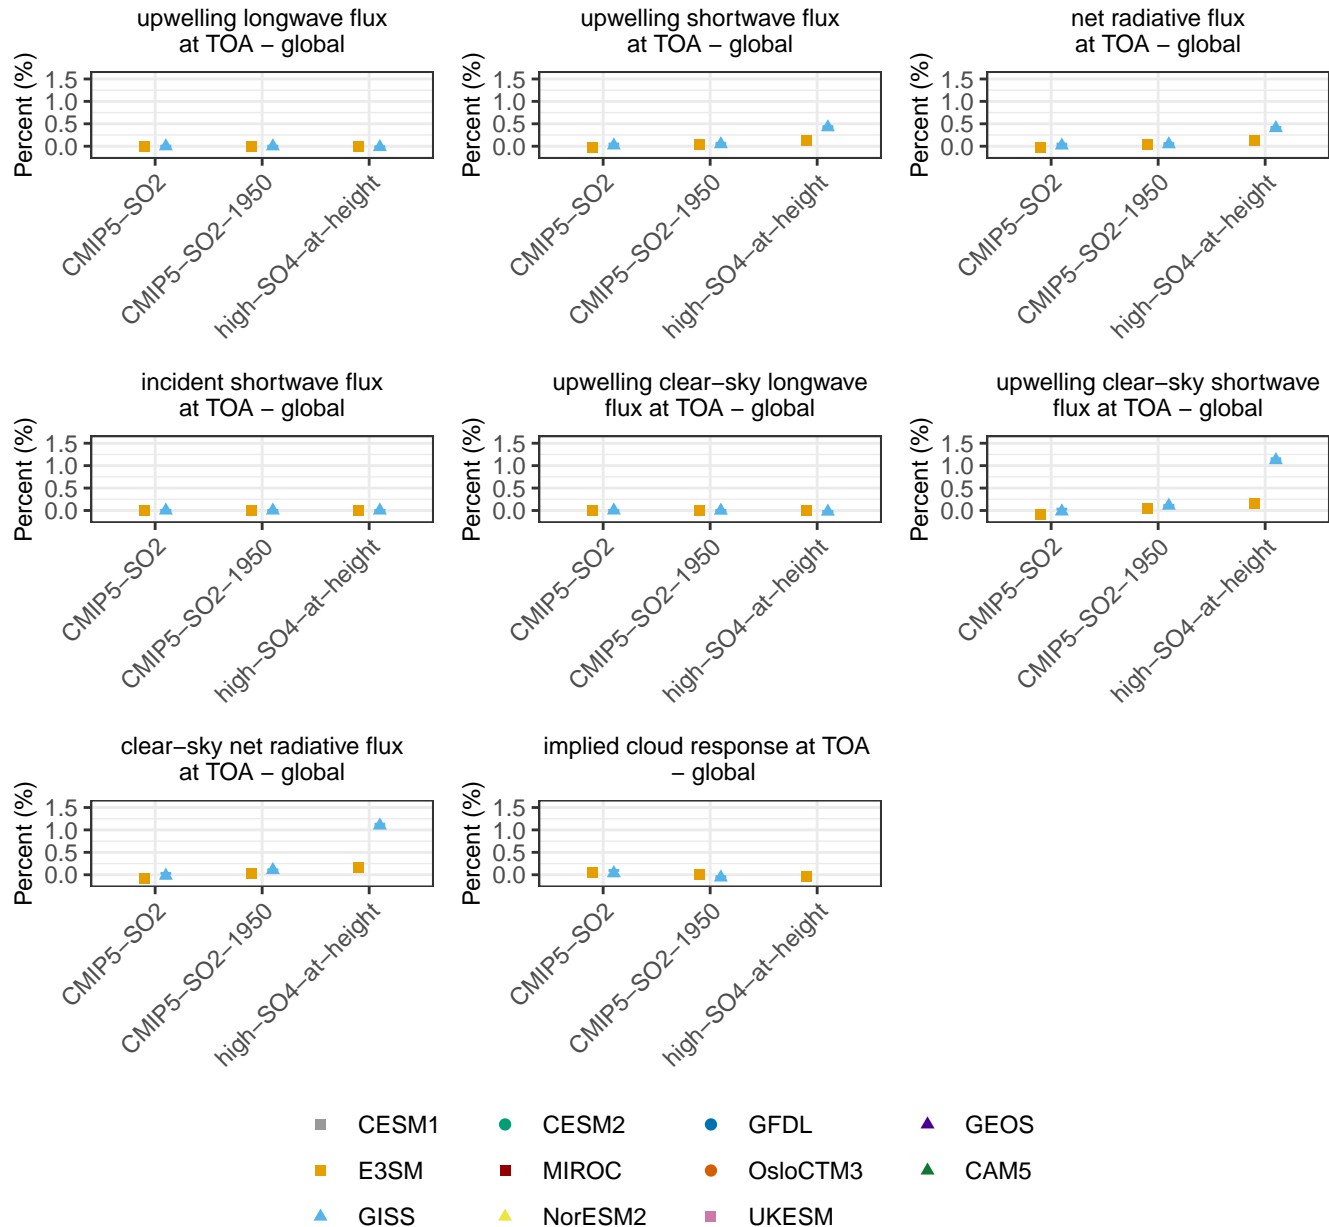 upwelling longwave flux
at TOA – global
upwelling shortwave flux
at TOA – global
net radiative flux
at TOA – global
Percent (%)
1.5
1.0
0.5
0.0
CMIP5–SO2
CMIP5–SO2–1950
high–SO4–at–height
Percent (%)
1.5
1.0
0.5
0.0
CMIP5–SO2
CMIP5–SO2–1950
high–SO4–at–height
Percent (%)
1.5
1.0
0.5
0.0
CMIP5–SO2
CMIP5–SO2–1950
high–SO4–at–height
incident shortwave flux
at TOA – global
upwelling clear–sky longwave
flux at TOA – global
upwelling clear–sky shortwave
flux at TOA – global
Percent (%)
1.5
1.0
0.5
0.0
CMIP5–SO2
CMIP5–SO2–1950
high–SO4–at–height
Percent (%)
1.5
1.0
0.5
0.0
CMIP5–SO2
CMIP5–SO2–1950
high–SO4–at–height
Percent (%)
1.5
1.0
0.5
0.0
CMIP5–SO2
CMIP5–SO2–1950
high–SO4–at–height
clear–sky net radiative flux
at TOA – global
implied cloud response at TOA
– global
Percent (%)
1.5
1.0
0.5
0.0
CMIP5–SO2
CMIP5–SO2–1950
high–SO4–at–height
Percent (%)
1.5
1.0
0.5
0.0
CMIP5–SO2
CMIP5–SO2–1950
high–SO4–at–height
CESM1 CESM2 GFDL GEOS
E3SM MIROC OsloCTM3 CAM5
GISS NorESM2 UKESM